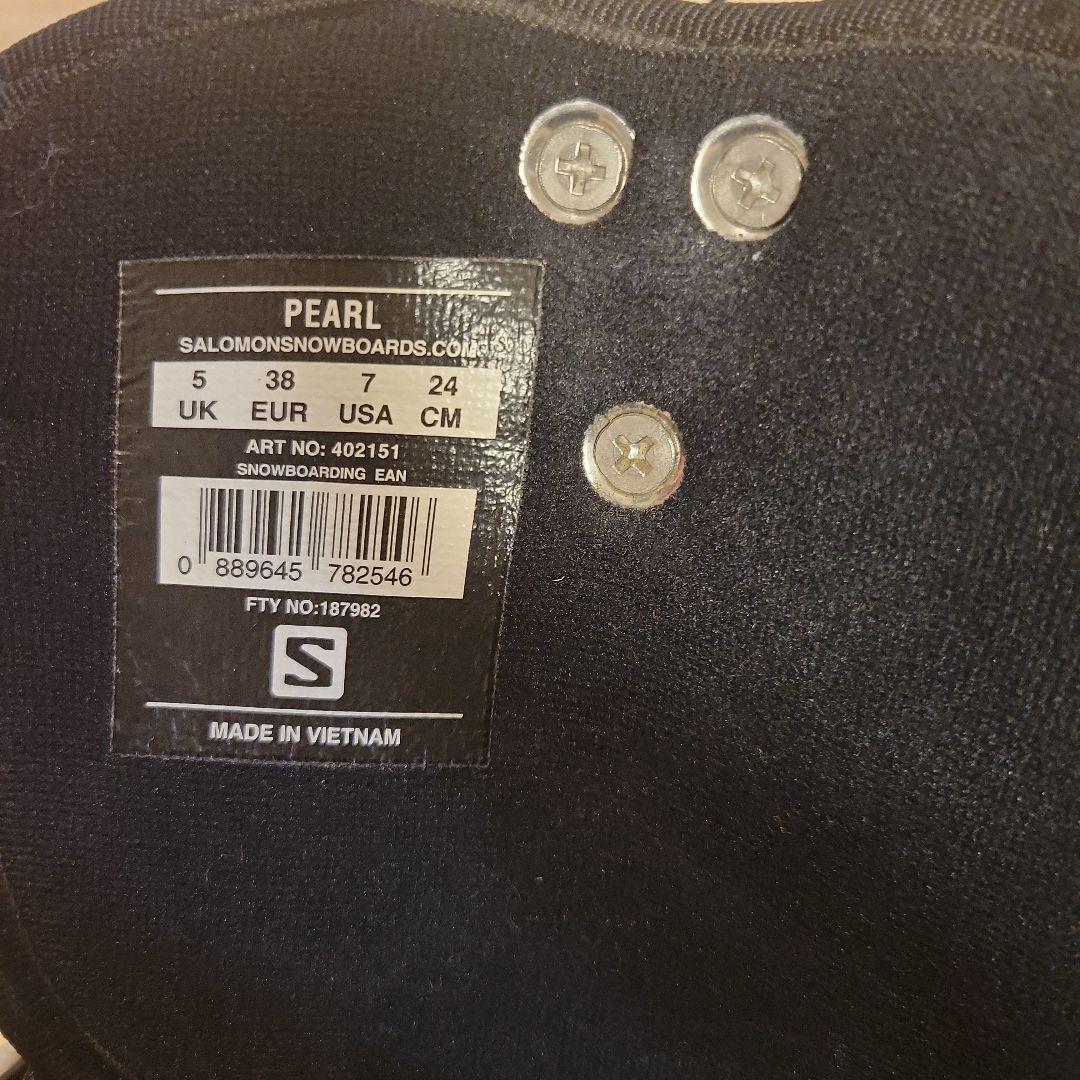 PEARL
SALOMONSNOWBOARDS.COM
5 38 7 24
UK EUR USA CM
ART NO: 402151
SNOWBOARDING EAN
0 889645 782546
FTY NO:187982
S
MADE IN VIETNAM